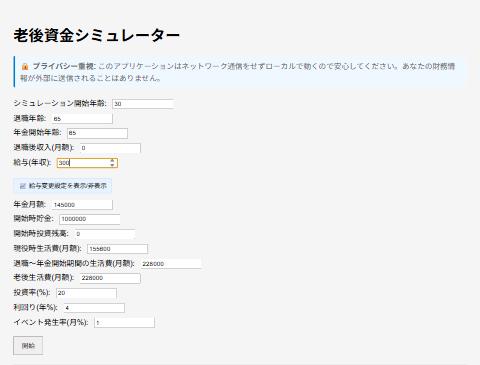 老後資金シミュレーター
🔒 プライバシー重視: このアプリケーションはネットワーク通信をせずローカルで動くので安心してください。あなたの財務情
報が外部に送信されることはありません。
シミュレーション開始年齢: 30
退職年齢: 65
年金開始年齢: 65
退職後収入(月額): 0
給与(年収): 300
給与変更設定を表示/非表示
年金月額: 145000
開始時貯金: 1000000
開始時投資残高: 0
現役時生活費(月額): 155600
退職～年金開始期間の生活費(月額): 228000
老後生活費(月額): 228000
投資率(%): 20
利回り(年%): 4
イベント発生率(月%): 1
開始